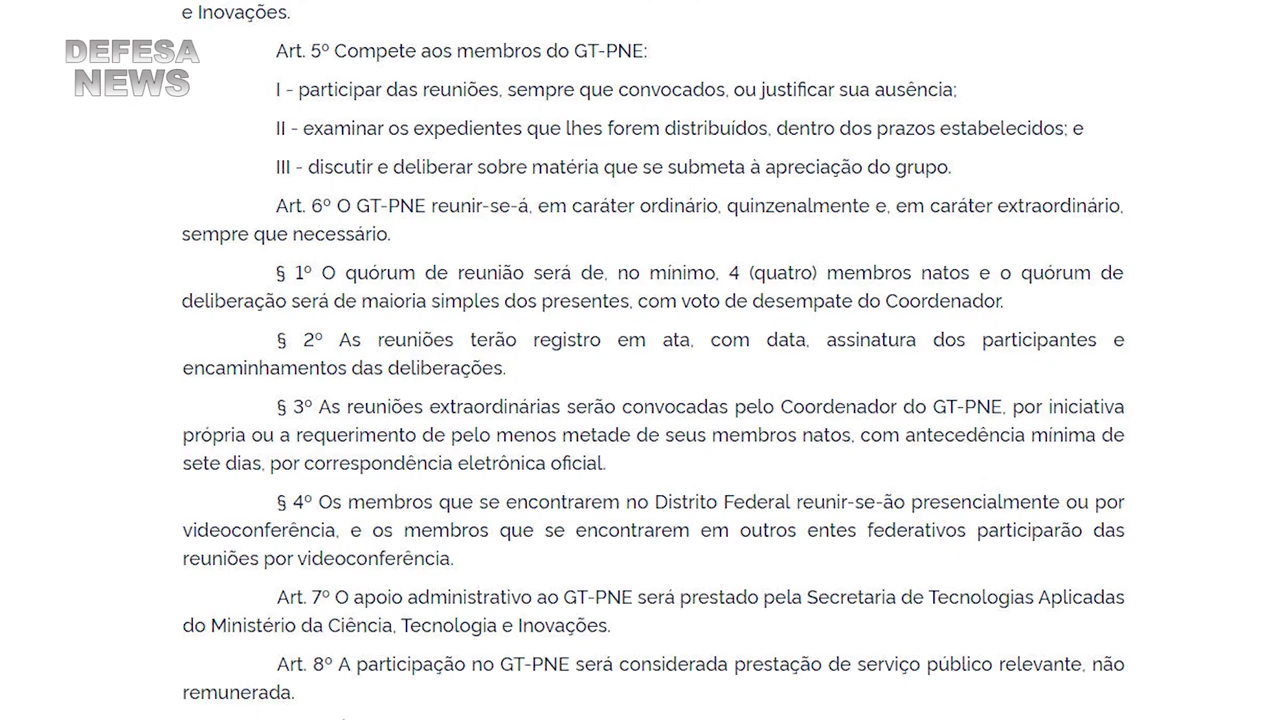 e Inovações.
DEFESA
NEWS
Art. 5º Compete aos membros do GT-PNE:
I - participar das reuniões, sempre que convocados, ou justificar sua ausência;
II - examinar os expedientes que lhes forem distribuídos, dentro dos prazos estabelecidos; e
III - discutir e deliberar sobre matéria que se submeta à apreciação do grupo.
Art. 6º O GT-PNE reunir-se-á, em caráter ordinário, quinzenalmente e, em caráter extraordinário,
sempre que necessário.
§ 1º O quórum de reunião será de, no mínimo, 4 (quatro) membros natos e o quórum de
deliberação será de maioria simples dos presentes, com voto de desempate do Coordenador.
§ 2º As reuniões terão registro em ata, com data, assinatura dos participantes e
encaminhamentos das deliberações.
§ 3º As reuniões extraordinárias serão convocadas pelo Coordenador do GT-PNE, por iniciativa
própria ou a requerimento de pelo menos metade de seus membros natos, com antecedência mínima de
sete dias, por correspondência eletrônica oficial.
§ 4º Os membros que se encontrarem no Distrito Federal reunir-se-ão presencialmente ou por
videoconferência, e os membros que se encontrarem em outros entes federativos participarão das
reuniões por videoconferência.
Art. 7º O apoio administrativo ao GT-PNE será prestado pela Secretaria de Tecnologias Aplicadas
do Ministério da Ciência, Tecnologia e Inovações.
Art. 8º A participação no GT-PNE será considerada prestação de serviço público relevante, não
remunerada.